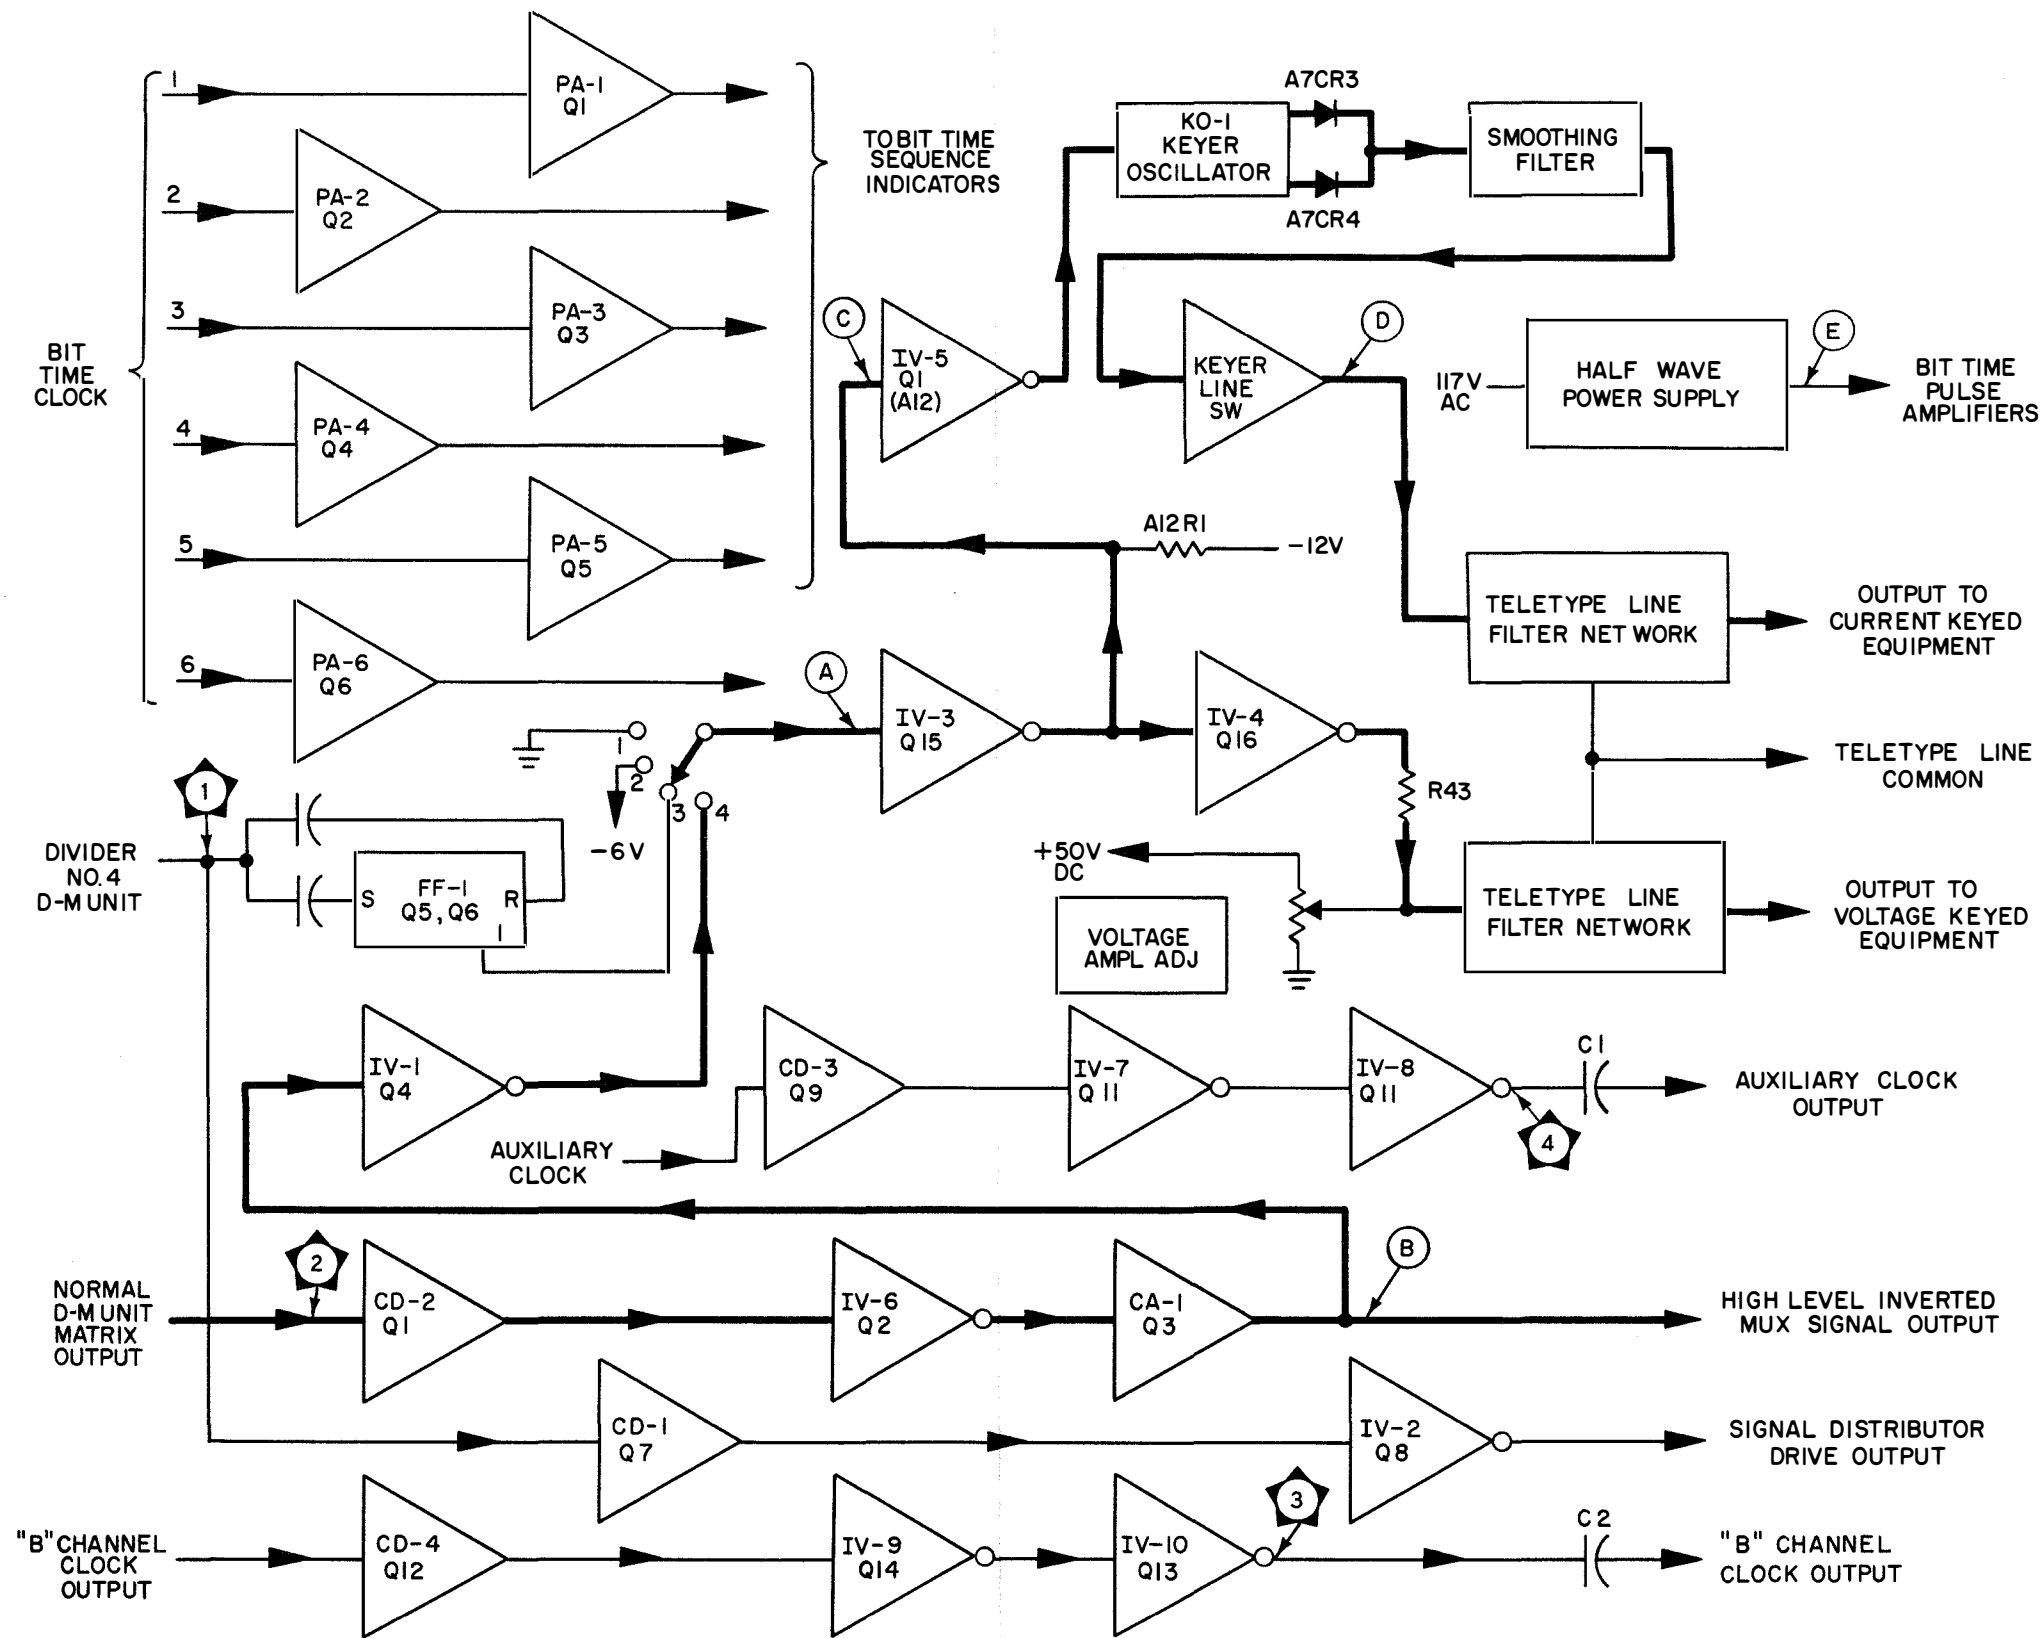 BIT
TIME
CLOCK
1
PA-1
Q1
2
PA-2
Q2
3
PA-3
Q3
4
PA-4
Q4
5
PA-5
Q5
6
PA-6
Q6
TO BIT TIME
SEQUENCE
INDICATORS
KO-1
KEYER
OSCILLATOR
A7CR3
A7CR4
SMOOTHING
FILTER
C
IV-5
Q1
(A12)
KEYER
LINE
SW
D
117V
AC
HALF WAVE
POWER SUPPLY
E
BIT TIME
PULSE
AMPLIFIERS
A12R1
-12V
TELETYPE LINE
FILTER NETWORK
OUTPUT TO
CURRENT KEYED
EQUIPMENT
A
IV-3
Q15
IV-4
Q16
1
2
3
4
-6V
R43
TELETYPE LINE
COMMON
1
DIVIDER
NO.4
D-M UNIT
S
FF-1
Q5, Q6
R
1
+50V
DC
VOLTAGE
AMPL ADJ
TELETYPE LINE
FILTER NETWORK
OUTPUT TO
VOLTAGE KEYED
EQUIPMENT
IV-1
Q4
AUXILIARY
CLOCK
CD-3
Q9
IV-7
Q11
IV-8
Q11
4
C1
AUXILIARY CLOCK
OUTPUT
NORMAL
D-M UNIT
MATRIX
OUTPUT
2
CD-2
Q1
IV-6
Q2
CA-1
Q3
B
HIGH LEVEL INVERTED
MUX SIGNAL OUTPUT
CD-1
Q7
IV-2
Q8
SIGNAL DISTRIBUTOR
DRIVE OUTPUT
"B" CHANNEL
CLOCK
OUTPUT
CD-4
Q12
IV-9
Q14
IV-10
Q13
3
C2
"B" CHANNEL
CLOCK OUTPUT